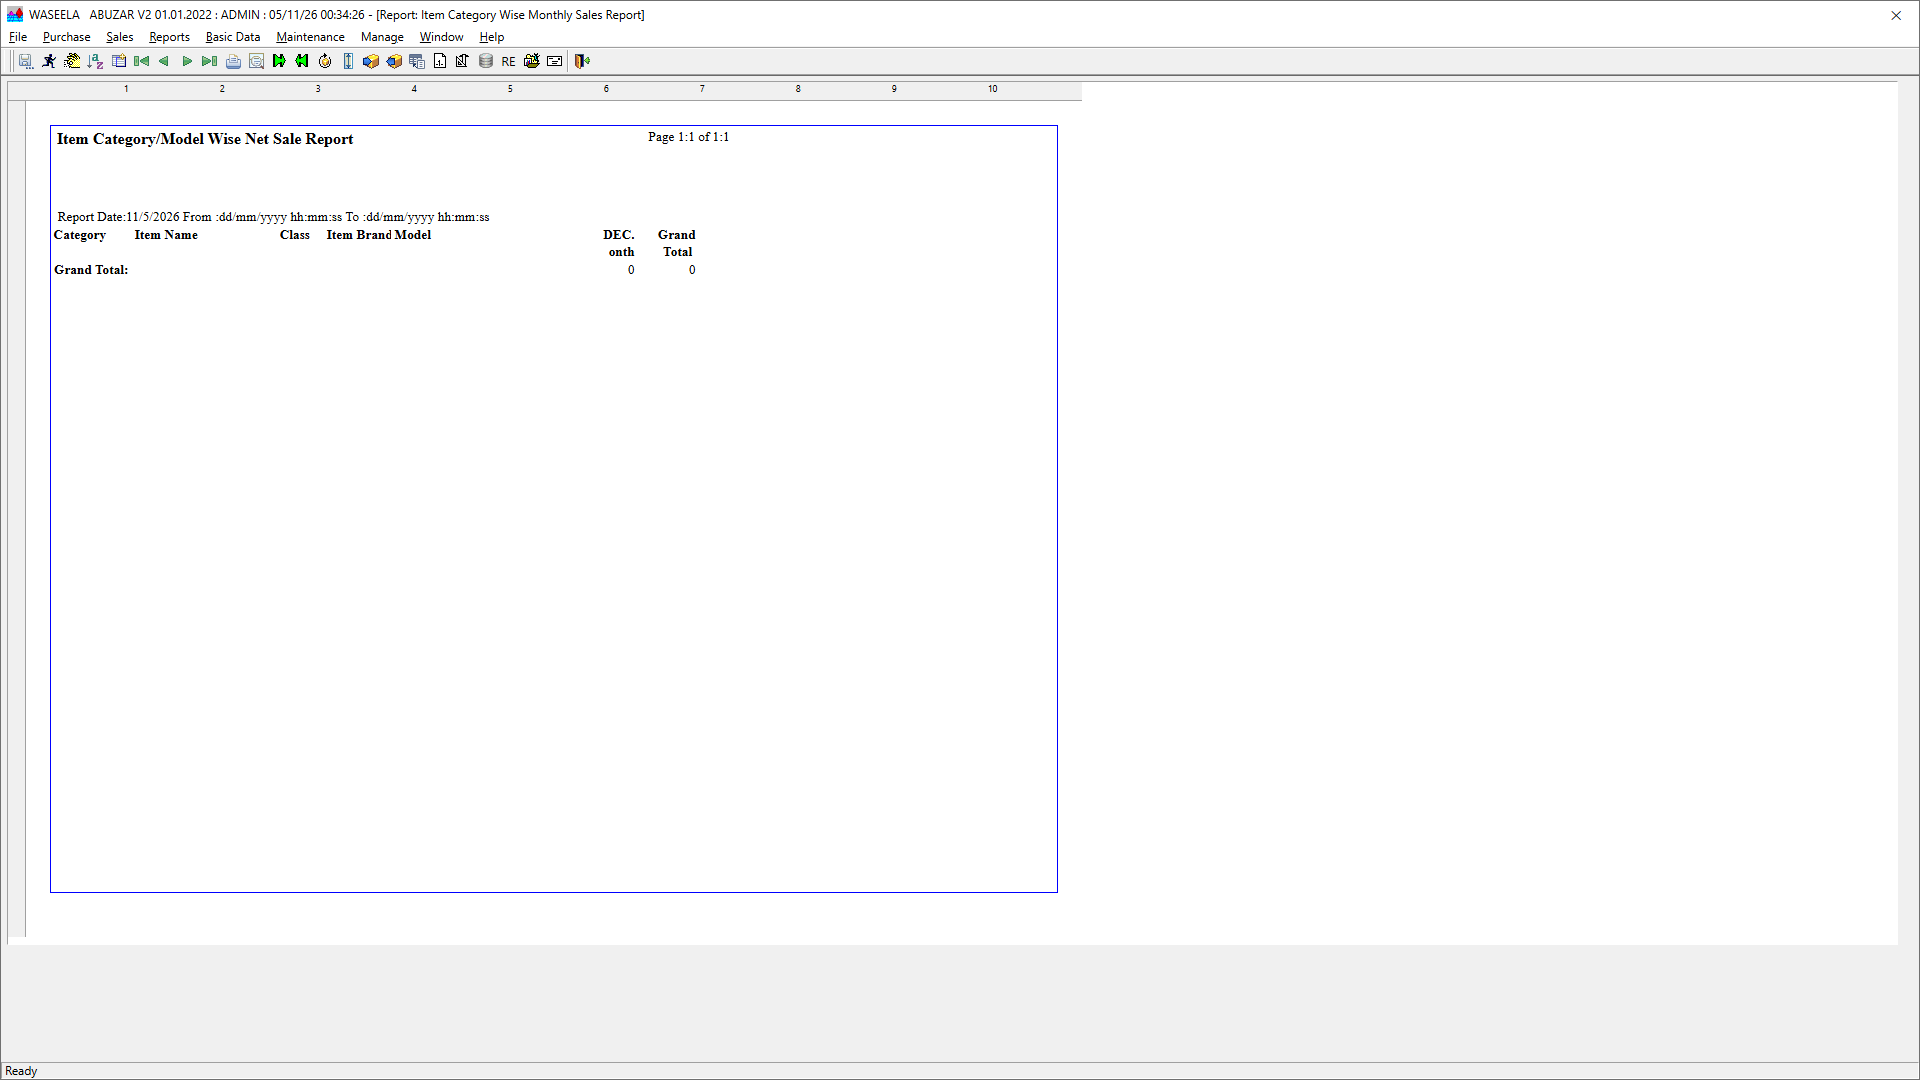 WASEELA   ABUZAR V2 01.01.2022 : ADMIN : 05/11/26 00:34:26 - [Report: Item Category Wise Monthly Sales Report]
File Purchase Sales Reports Basic Data Maintenance Manage Window Help
RE
1 2 3 4 5 6 7 8 9 10
Item Category/Model Wise Net Sale Report Page 1:1 of 1:1
Report Date:11/5/2026 From :dd/mm/yyyy hh:mm:ss To :dd/mm/yyyy hh:mm:ss
Category Item Name Class Item Brand Model DEC. Grand
onth Total
Grand Total: 0 0
Ready